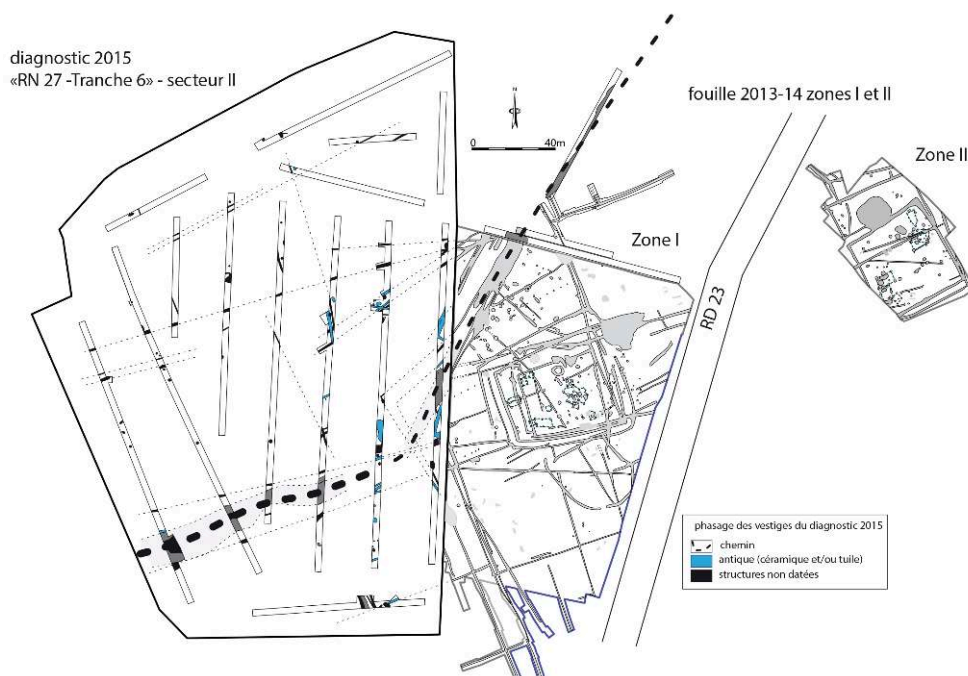 diagnostic 2015
«RN 27 -Tranche 6» - secteur II
fouille 2013-14 zones I et II
N
0 40m
Zone I
Zone II
RD 23
phasage des vestiges du diagnostic 2015
chemin
antique (céramique et/ou tuile)
structures non datées